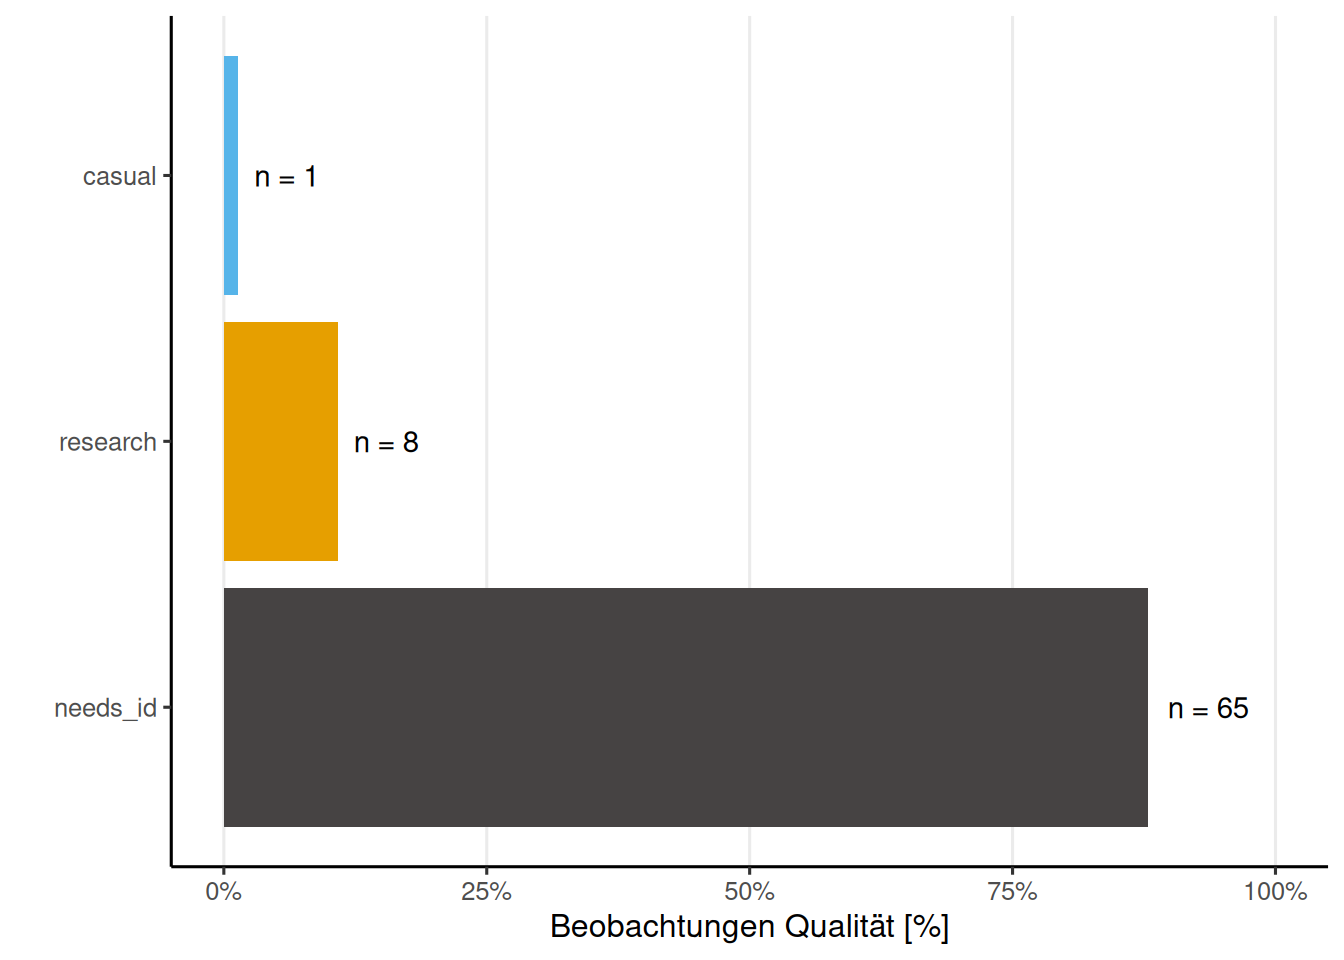 casual
n = 1
research
n = 8
needs_id
n = 65
0% 25% 50% 75% 100%
Beobachtungen Qualität [%]